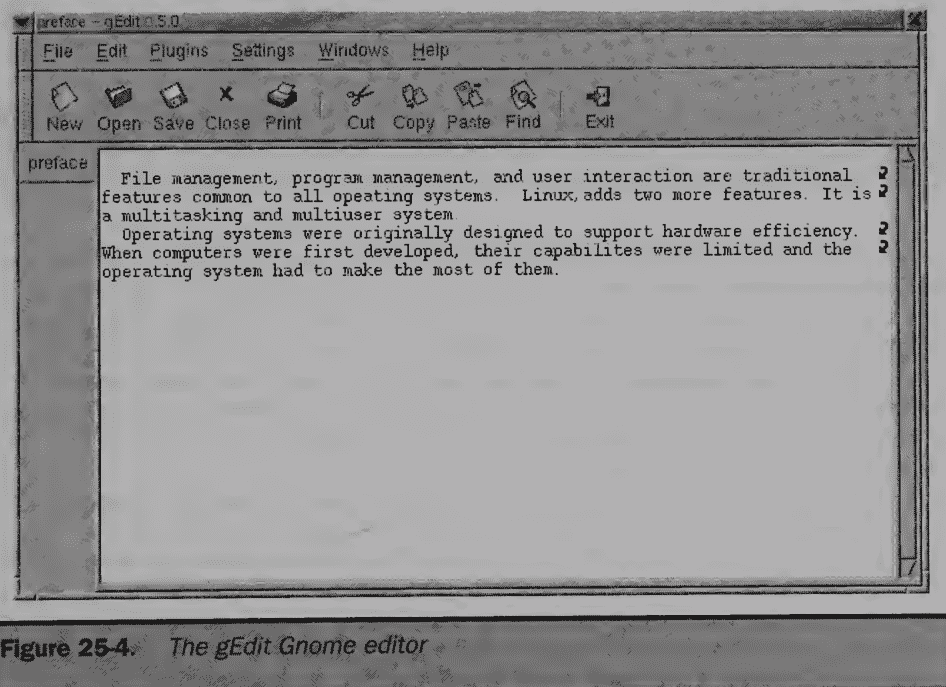 preface - gEdit 0.5.0
File Edit Plugins Settings Windows Help
New Open Save Close Print Cut Copy Paste Find Exit
preface
File management, program management, and user interaction are traditional
features common to all opeating systems. Linux, adds two more features. It is
a multitasking and multiuser system.
Operating systems were originally designed to support hardware efficiency.
When computers were first developed, their capabilites were limited and the
operating system had to make the most of them.
Figure 25-4. The gEdit Gnome editor